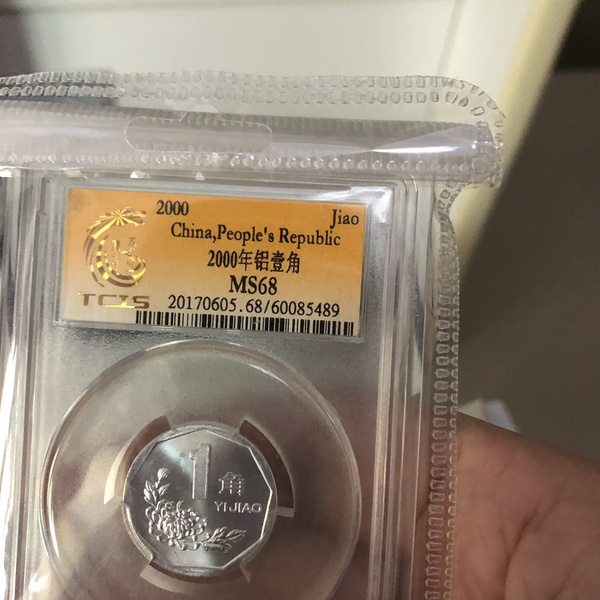 2000 Jiao
China,People's Republic
2000年铝壹角
MS68
20170605.68/60085489
TCIS
1角
YIJIAO